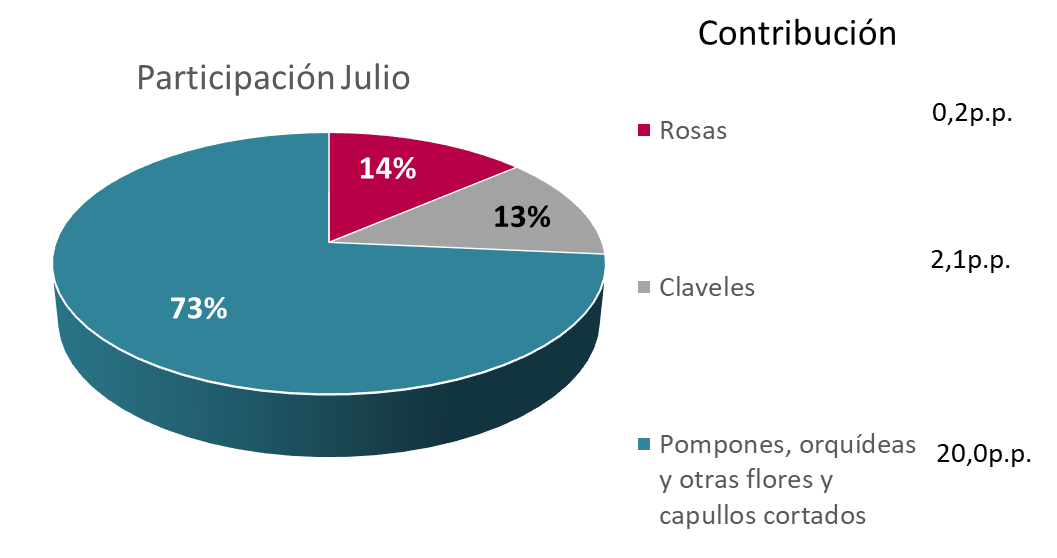 Contribución
Participación Julio
14%
13%
73%
Rosas
0,2p.p.
Claveles
2,1p.p.
Pompones, orquídeas
y otras flores y
capullos cortados
20,0p.p.